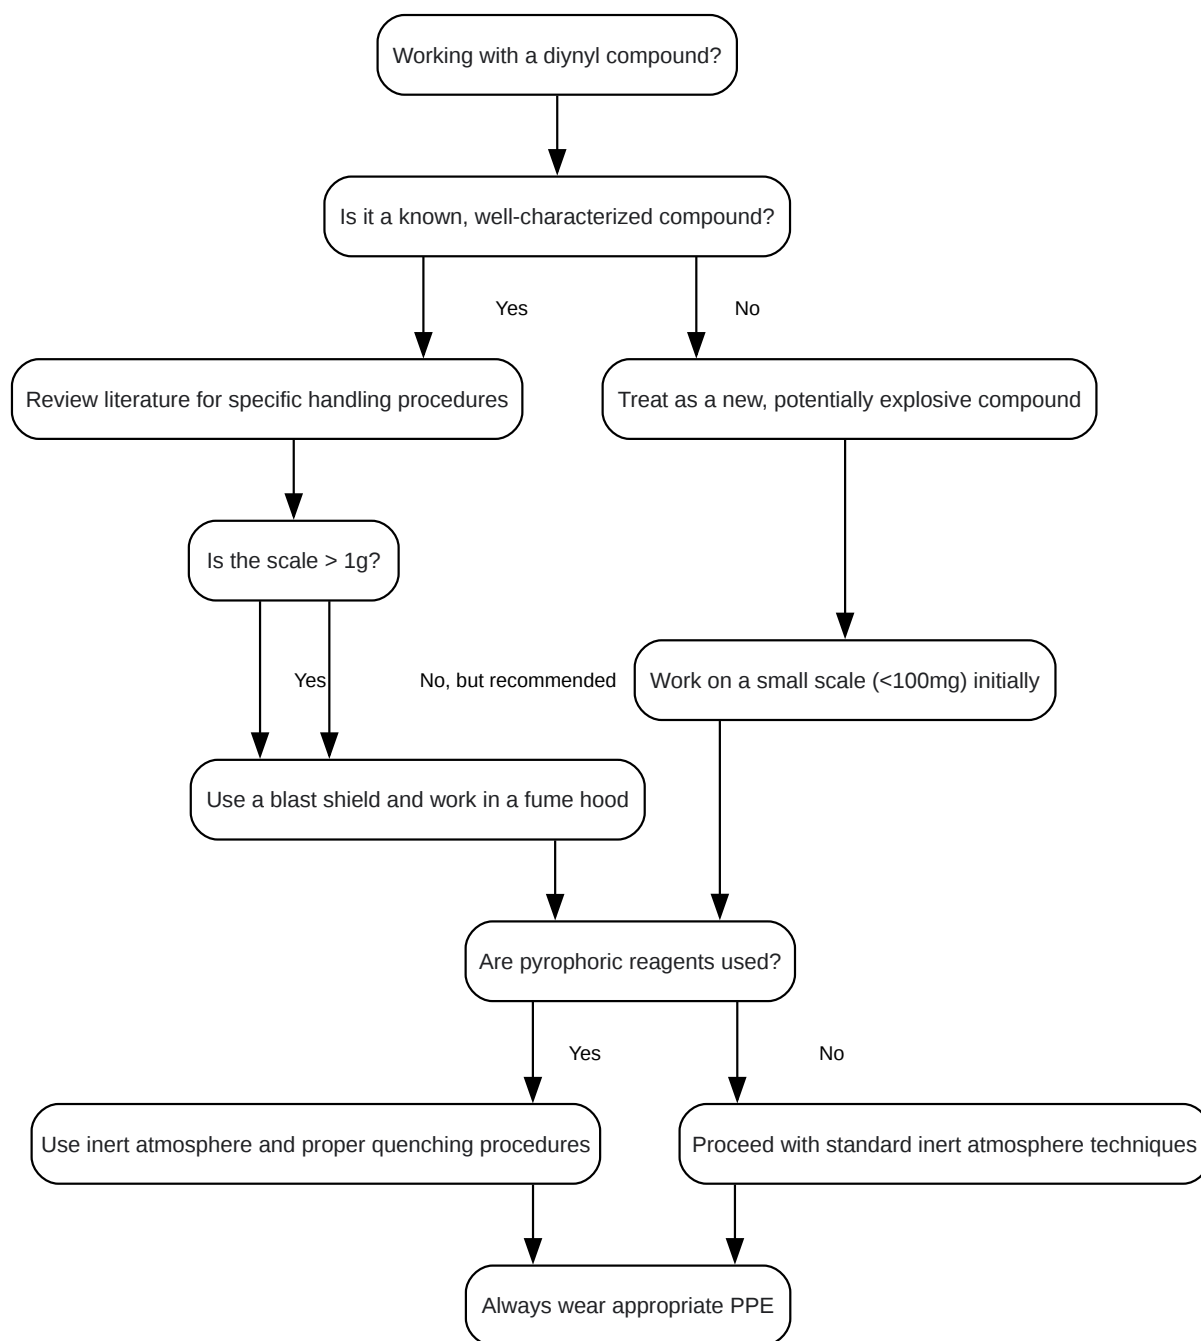 Working with a diynyl compound?
Is it a known, well-characterized compound?
Yes
No
Review literature for specific handling procedures
Treat as a new, potentially explosive compound
Is the scale > 1g?
Yes
No, but recommended
Work on a small scale (<100mg) initially
Use a blast shield and work in a fume hood
Are pyrophoric reagents used?
Yes
No
Use inert atmosphere and proper quenching procedures
Proceed with standard inert atmosphere techniques
Always wear appropriate PPE